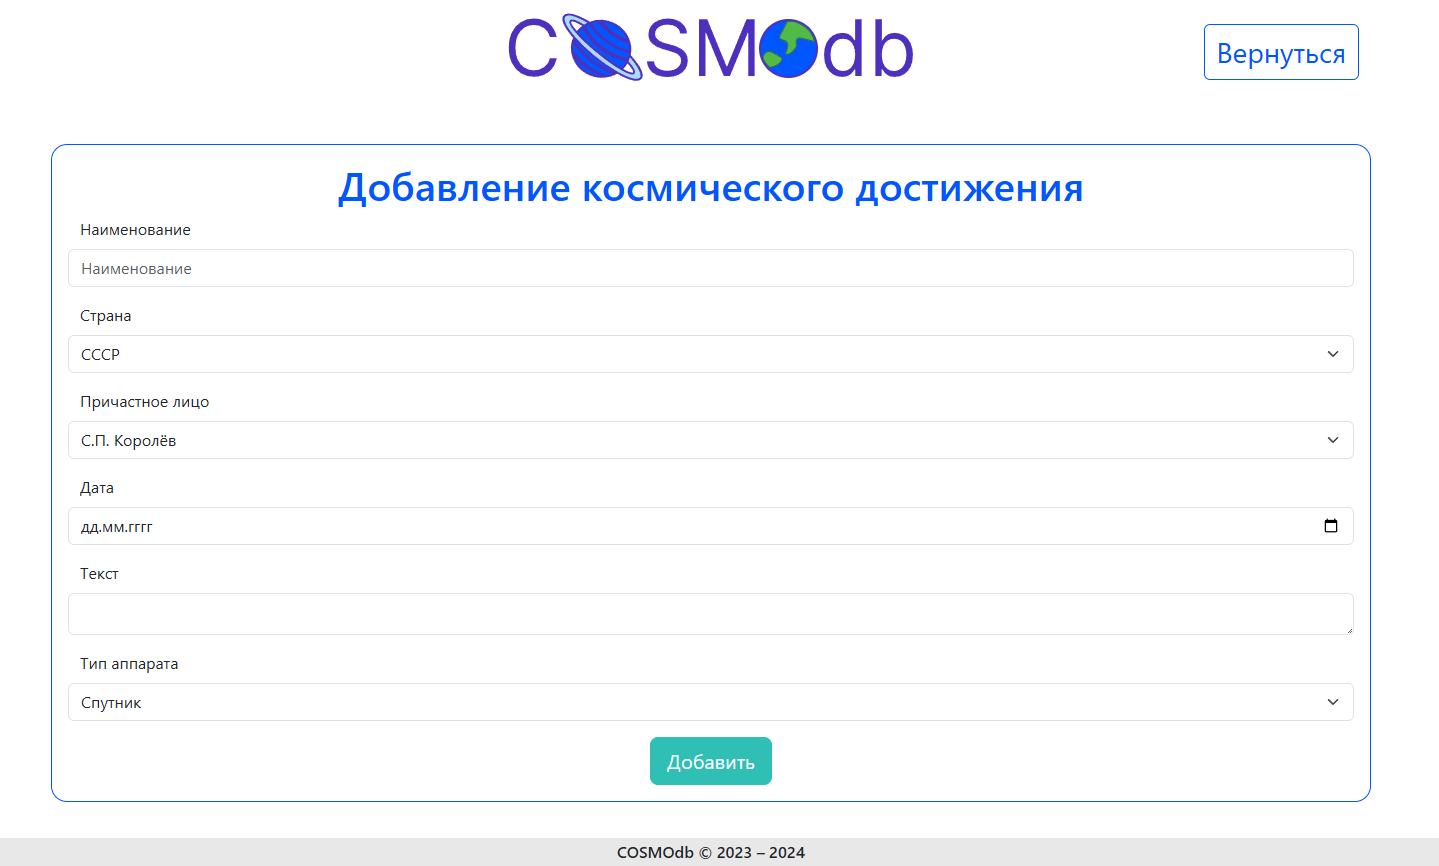 COSMOdb
Вернуться
Добавление космического достижения
Наименование
Наименование
Страна
СССР
Причастное лицо
С.П. Королёв
Дата
дд.мм.гггг
Текст
Тип аппарата
Спутник
Добавить
COSMOdb © 2023 – 2024